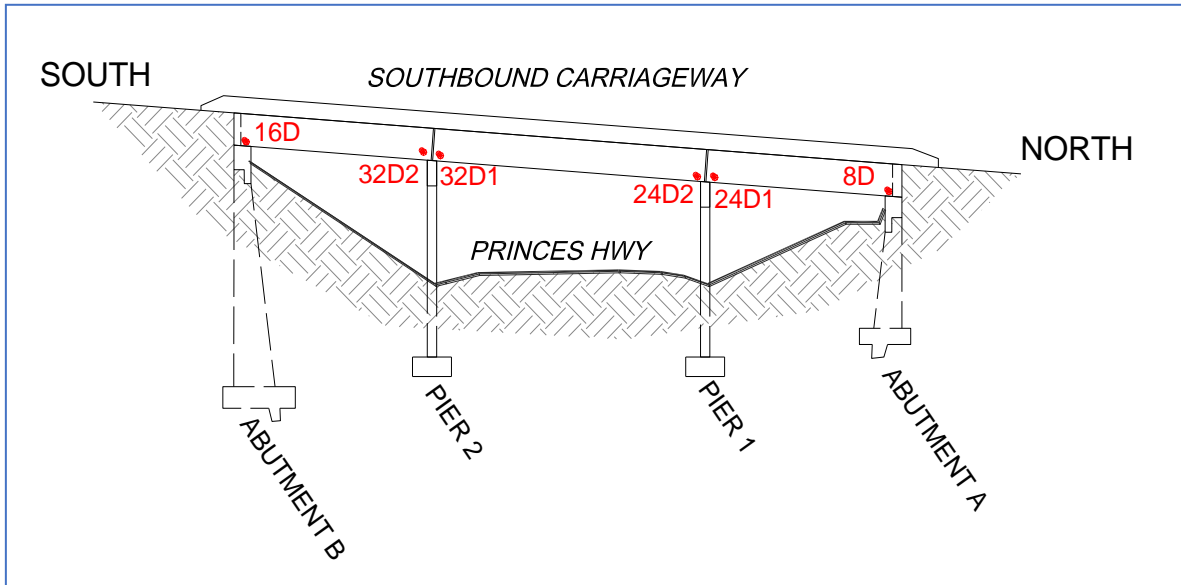 SOUTH
SOUTHBOUND CARRIAGEWAY
NORTH
16D
32D2
32D1
24D2
24D1
8D
PRINCES HWY
ABUTMENT B
PIER 2
PIER 1
ABUTMENT A